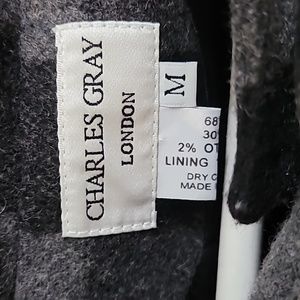 CHARLES GRAY
LONDON
M
68
30
2% OT
LINING
DRY C
MADE